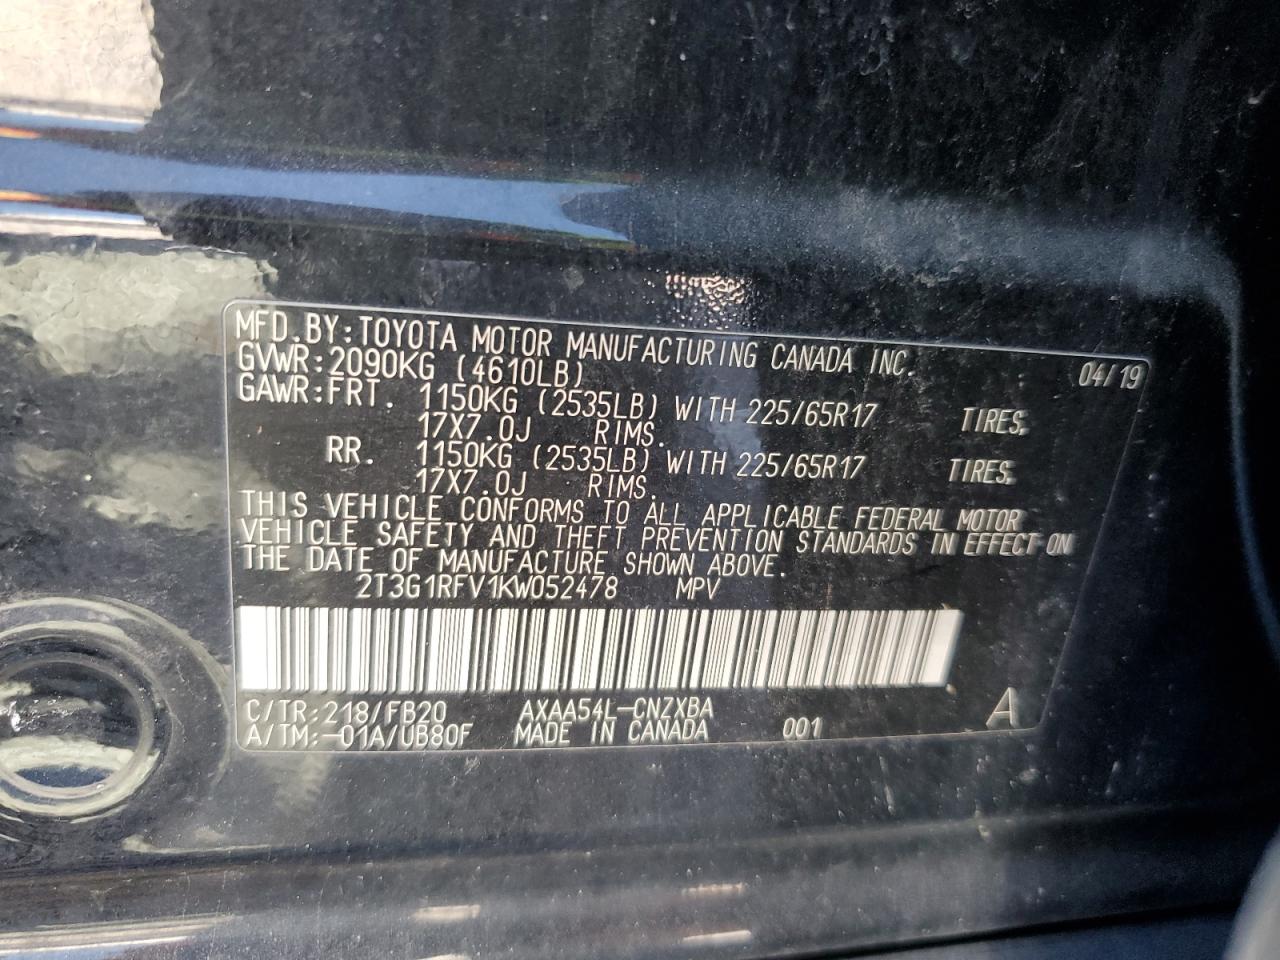 MFD.BY:TOYOTA MOTOR MANUFACTURING CANADA INC.
GVWR:2090KG (4610LB) 04/19
GAWR:FRT. 1150KG (2535LB) WITH 225/65R17 TIRES,
17X7.0J RIMS.
RR. 1150KG (2535LB) WITH 225/65R17 TIRES,
17X7.0J RIMS.
THIS VEHICLE CONFORMS TO ALL APPLICABLE FEDERAL MOTOR
VEHICLE SAFETY AND THEFT PREVENTION STANDARDS IN EFFECT ON
THE DATE OF MANUFACTURE SHOWN ABOVE.
2T3G1RFV1KW052478 MPV
C/TR:218/FB20 AXAA54L-CNZXBA A
A/TM:-01A/UB80F MADE IN CANADA 001